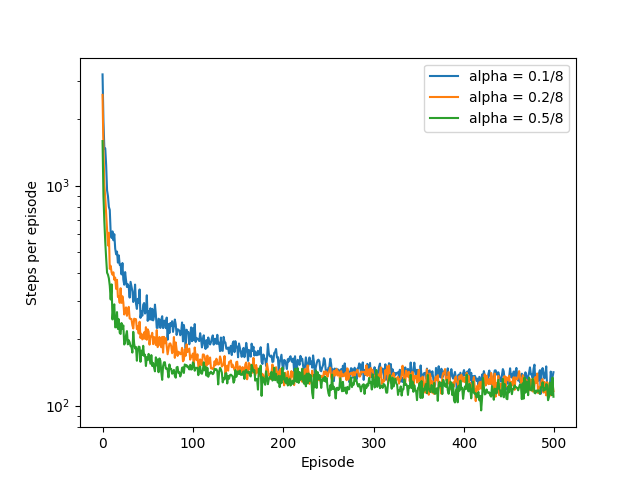 alpha = 0.1/8
alpha = 0.2/8
alpha = 0.5/8
Steps per episode
10³
10²
0 100 200 300 400 500
Episode